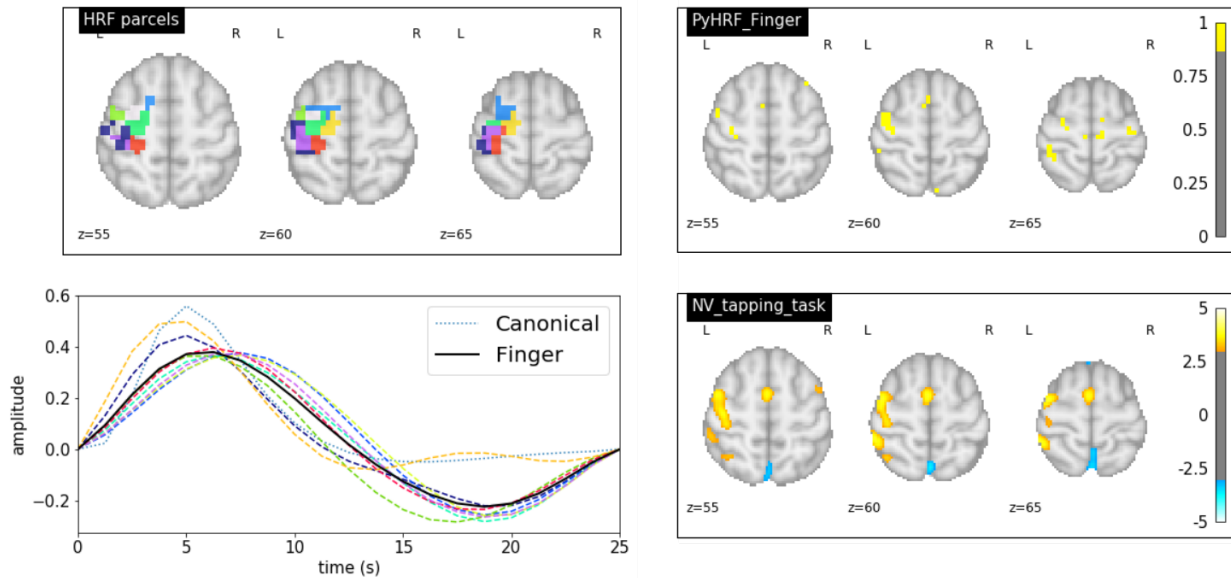 HRF parcels
L R L R L R
z=55 z=60 z=65
PyHRF_Finger
L R L R L R
z=55 z=60 z=65
1
0.75
0.5
0.25
0
0.6
0.4
0.2
0.0
−0.2
amplitude
Canonical
Finger
0 5 10 15 20 25
time (s)
NV_tapping_task
L R L R L R
z=55 z=60 z=65
5
2.5
0
-2.5
-5